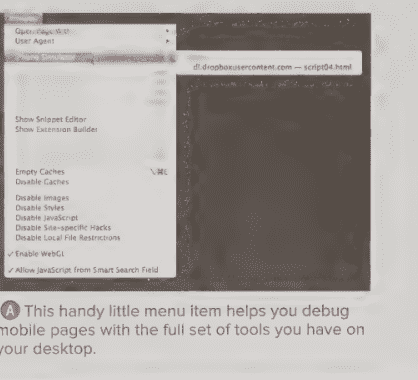 Open Page With
User Agent
dl.dropboxusercontent.com — script04.html
Show Snippet Editor
Show Extension Builder
Empty Caches ⌥⌘E
Disable Caches
Disable Images
Disable Styles
Disable JavaScript
Disable Site-specific Hacks
Disable Local File Restrictions
✓ Enable WebGL
✓ Allow JavaScript from Smart Search Field
A This handy little menu item helps you debug
mobile pages with the full set of tools you have on
your desktop.